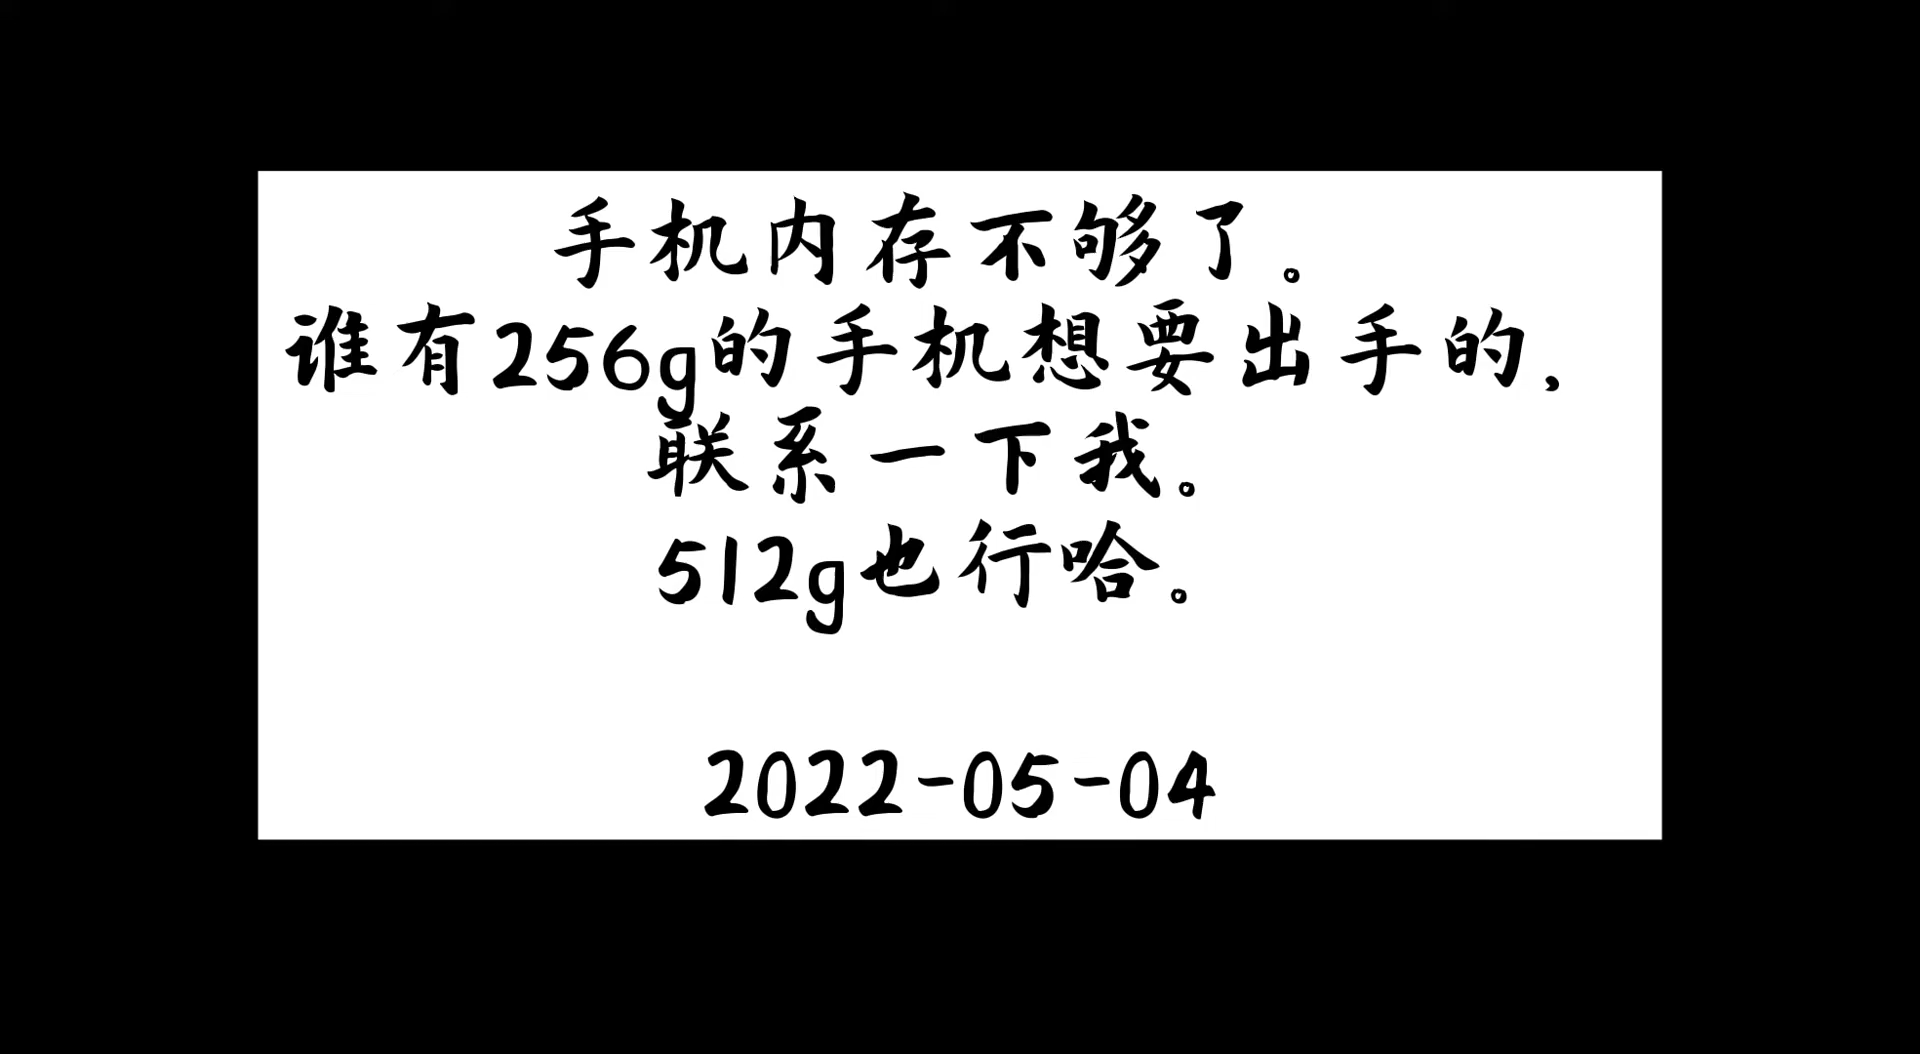 手机内存不够了。
谁有256g的手机想要出手的,
联系一下我。
512g也行哈。
2022-05-04